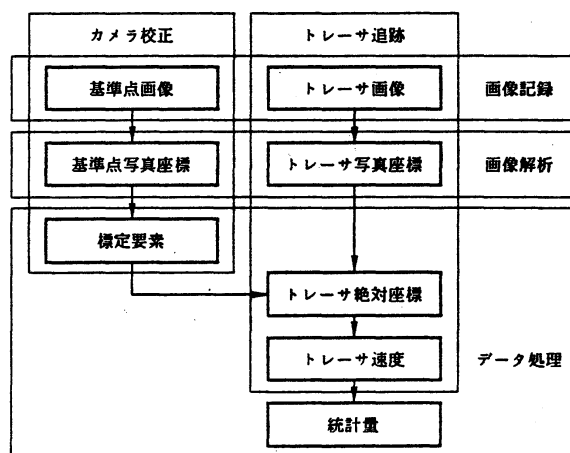 カメラ校正
トレーサ追跡
基準点画像
トレーサ画像
画像記録
基準点写真座標
トレーサ写真座標
画像解析
標定要素
トレーサ絶対座標
トレーサ速度
データ処理
統計量